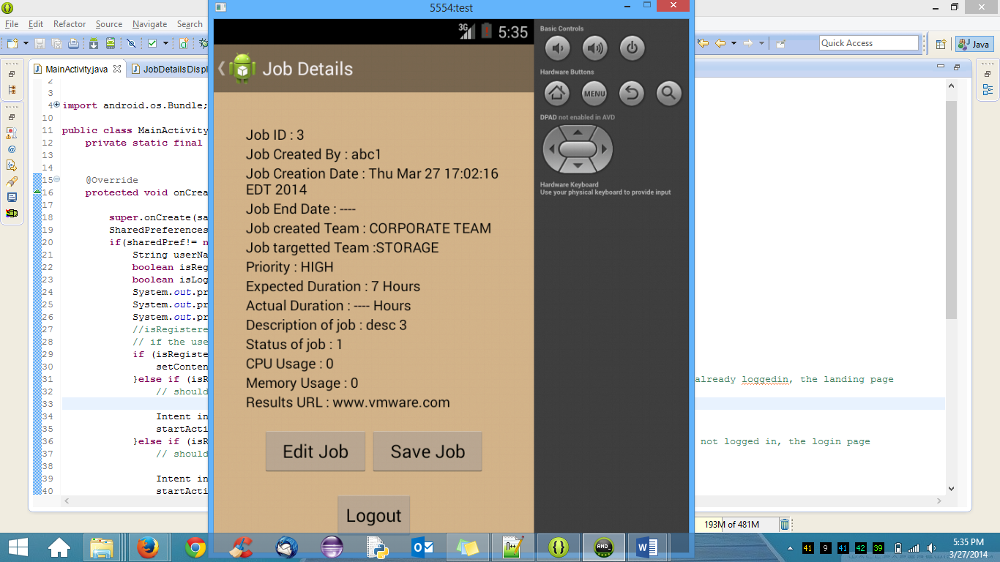 5554:test
File Edit Refactor Source Navigate Search
Quick Access
Java
MainActivity.java
JobDetailsDispl
2
3
4 import android.os.Bundle;
10
11 public class MainActivity
12 private static final
13
14
15 @Override
16 protected void onCrea
17
18 super.onCreate(sa
19 SharedPreferences
20 if(sharedPref!= n
21 String userNa
22 boolean isReg
23 boolean isLog
24 System.out.pr
25 System.out.pr
26 System.out.pr
27 //isRegistere
28 // if the use
29 if (isRegiste
30 setConten
31 }else if (isR
already loggedin, the landing page
32 // should
33
34 Intent in
35 startActi
36 }else if (isR
not logged in, the login page
37 // should
38
39 Intent in
40 startActi
3G 5:35
Job Details
Job ID : 3
Job Created By : abc1
Job Creation Date : Thu Mar 27 17:02:16
EDT 2014
Job End Date : ----
Job created Team : CORPORATE TEAM
Job targetted Team :STORAGE
Priority : HIGH
Expected Duration : 7 Hours
Actual Duration : ---- Hours
Description of job : desc 3
Status of job : 1
CPU Usage : 0
Memory Usage : 0
Results URL : www.vmware.com
Edit Job Save Job
Logout
Basic Controls
Hardware Buttons
MENU
DPAD not enabled in AVD
Hardware Keyboard
Use your physical keyboard to provide input
193M of 481M
AND_
41 9 41 42 39
5:35 PM
3/27/2014